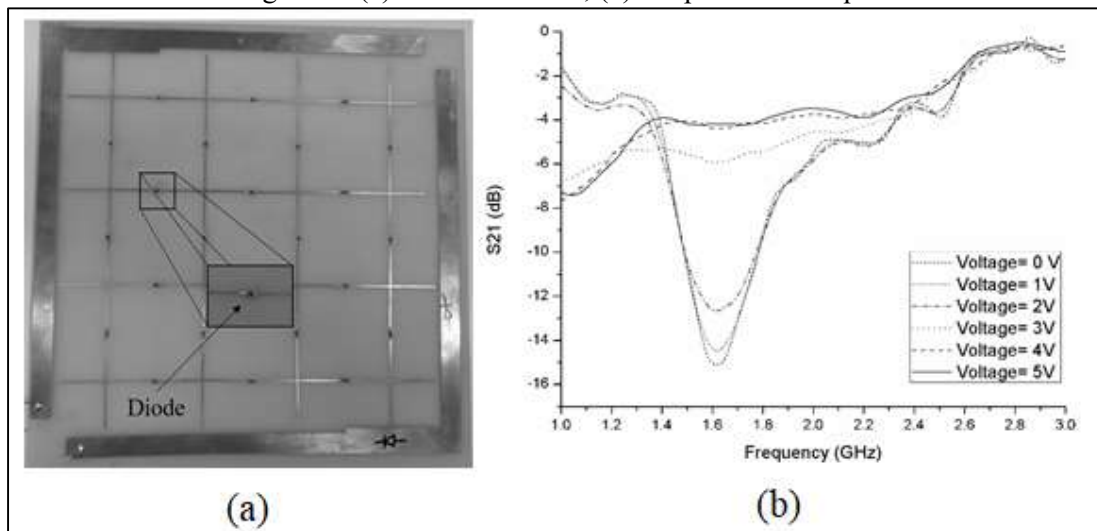 Diode
(a)
0
-2
-4
-6
-8
-10
-12
-14
-16
S21 (dB)
Voltage= 0 V
Voltage= 1V
Voltage= 2V
Voltage= 3V
Voltage= 4V
Voltage= 5V
1.0 1.2 1.4 1.6 1.8 2.0 2.2 2.4 2.6 2.8 3.0
Frequency (GHz)
(b)